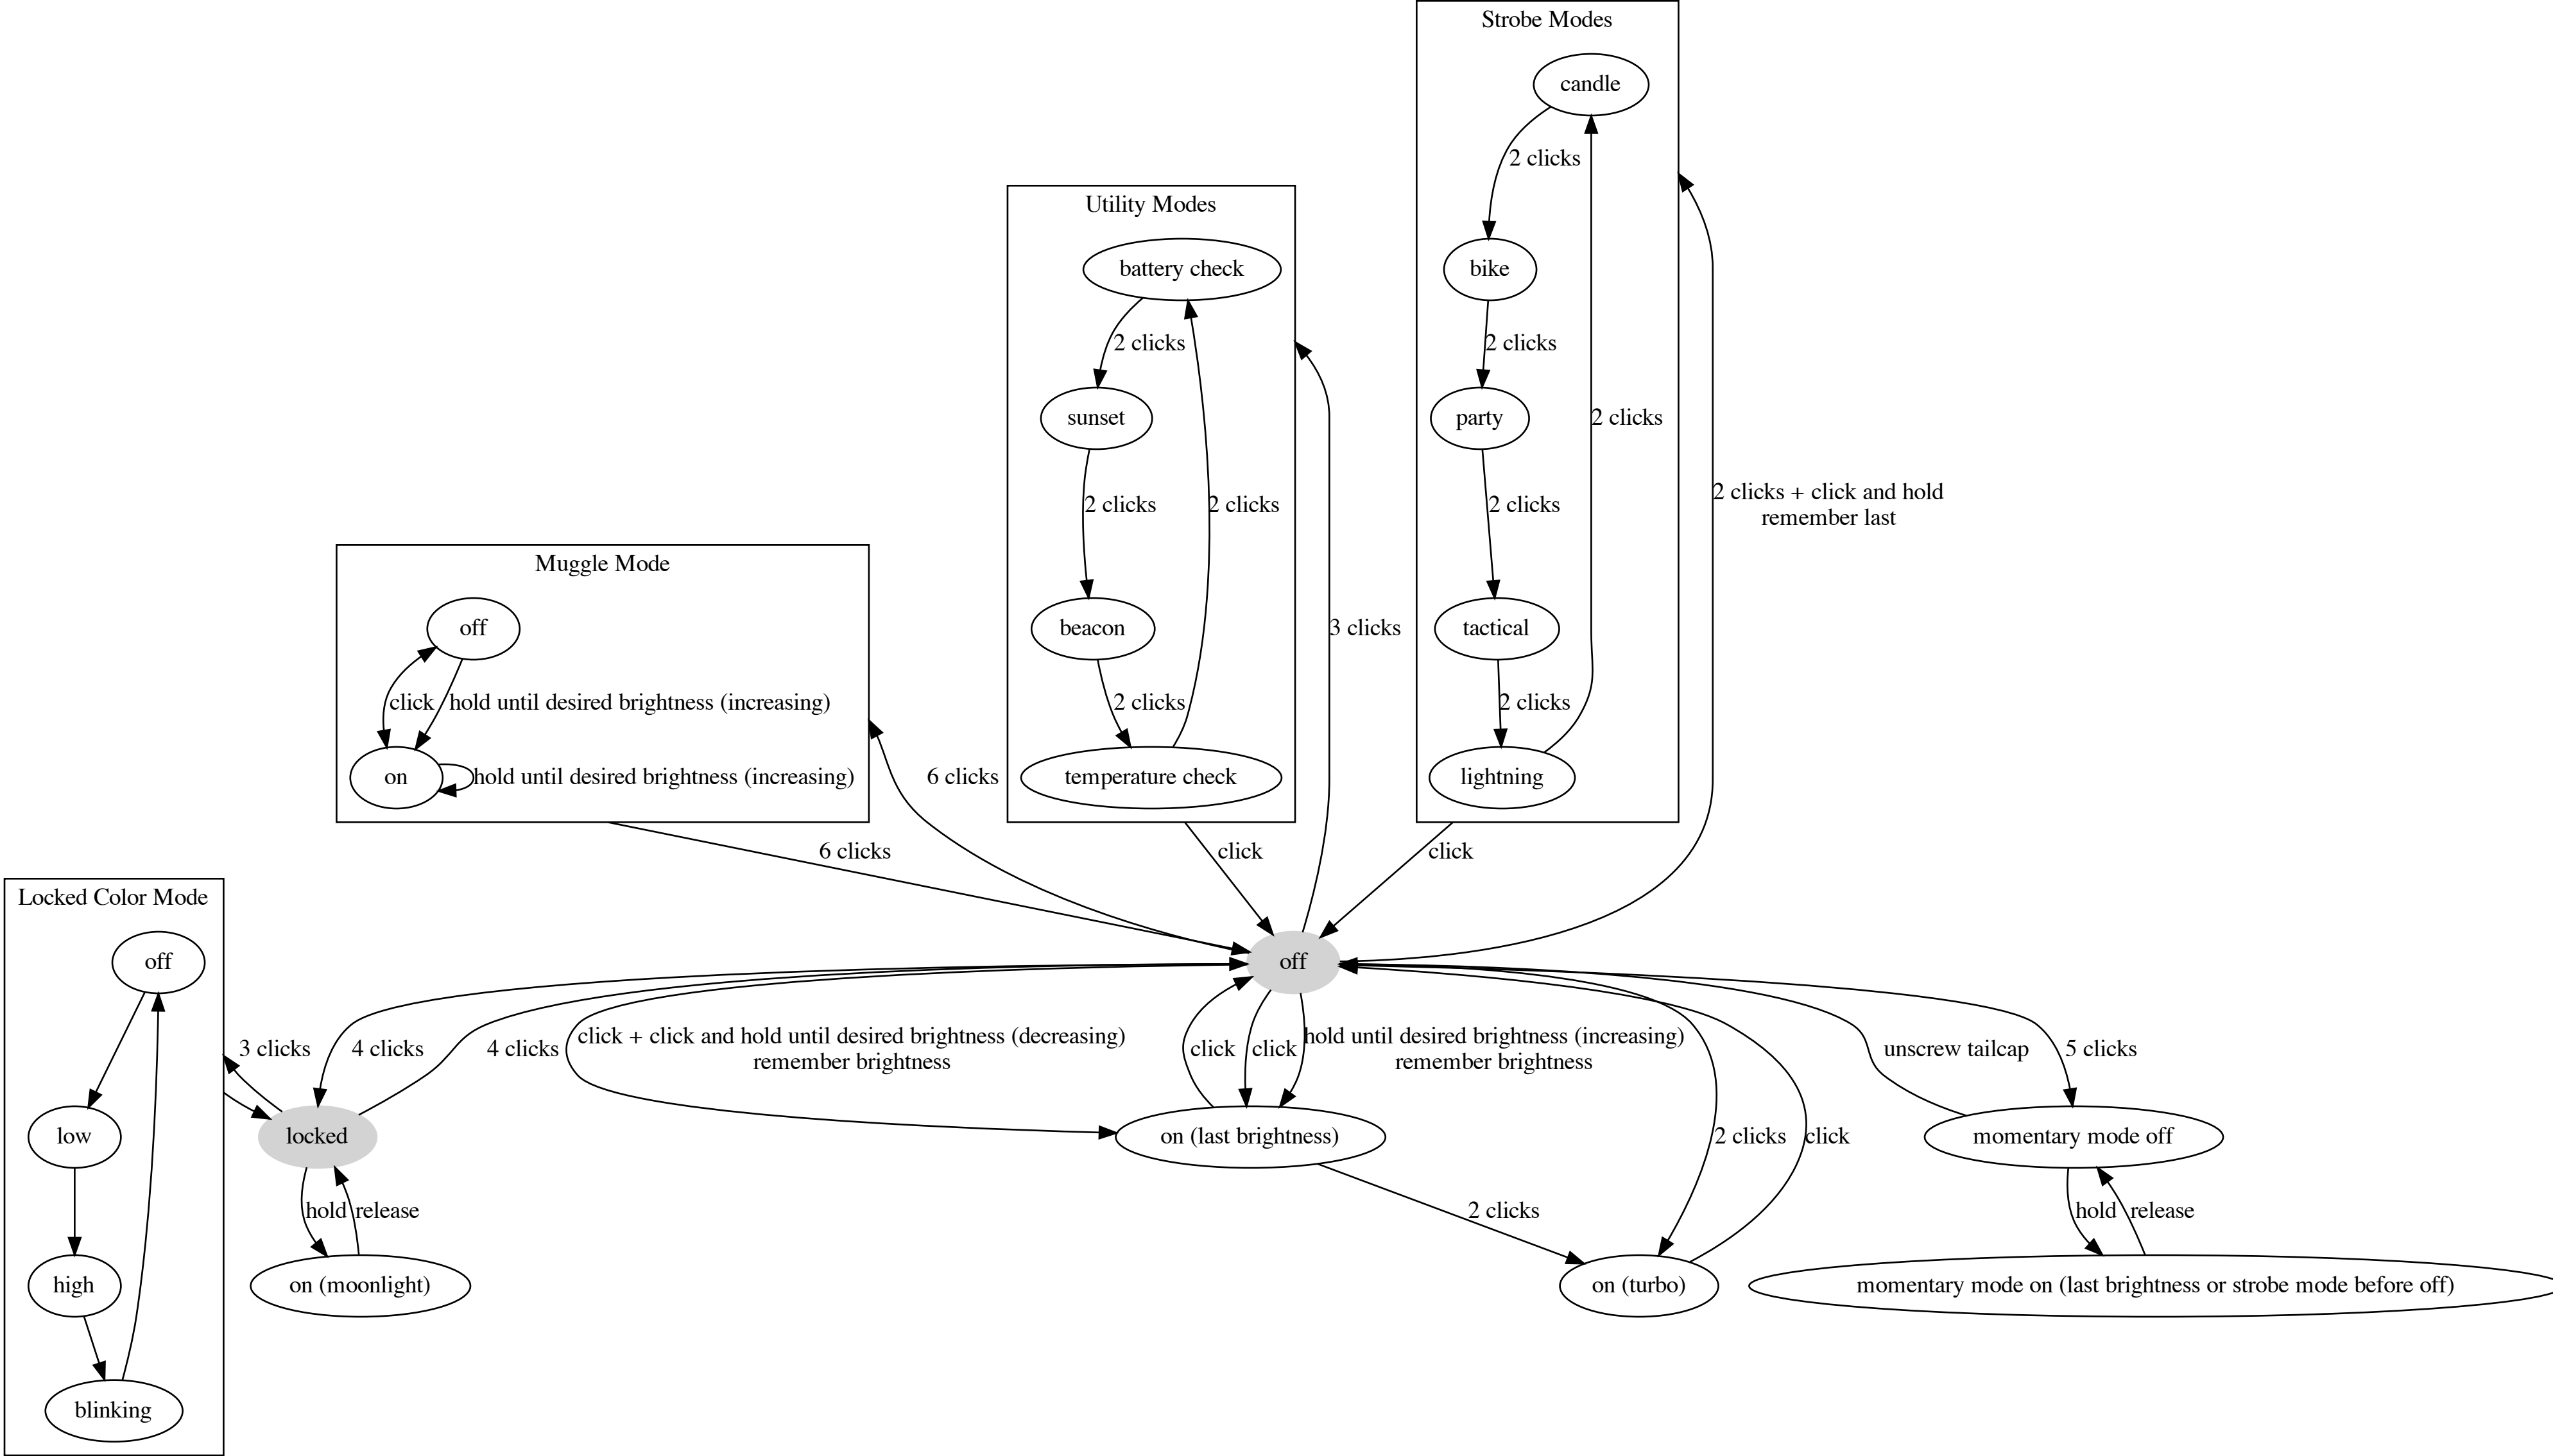 Strobe Modes
candle
2 clicks
bike
2 clicks
party
2 clicks
2 clicks
tactical
2 clicks
lightning
2 clicks + click and hold
remember last
Utility Modes
battery check
2 clicks
sunset
2 clicks
2 clicks
beacon
2 clicks
temperature check
3 clicks
Muggle Mode
off
click
hold until desired brightness (increasing)
on
hold until desired brightness (increasing)
6 clicks
6 clicks
click
click
Locked Color Mode
off
low
high
blinking
off
3 clicks
4 clicks
4 clicks
click + click and hold until desired brightness (decreasing)
remember brightness
click
click
hold until desired brightness (increasing)
remember brightness
unscrew tailcap
5 clicks
locked
on (last brightness)
2 clicks
click
momentary mode off
hold
release
2 clicks
hold
release
on (moonlight)
on (turbo)
momentary mode on (last brightness or strobe mode before off)